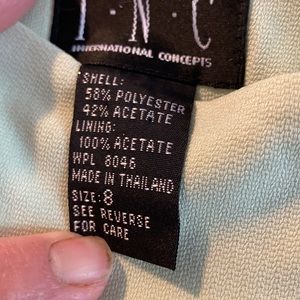 I·N·C
INTERNATIONAL CONCEPTS
SHELL:
58% POLYESTER
42% ACETATE
LINING:
100% ACETATE
WPL 8046
MADE IN THAILAND
SIZE: 8
SEE REVERSE
FOR CARE